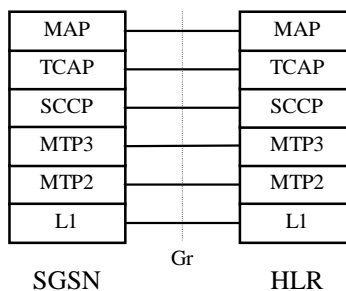 MAP MAP
TCAP TCAP
SCCP SCCP
MTP3 MTP3
MTP2 MTP2
L1 L1
Gr
SGSN HLR